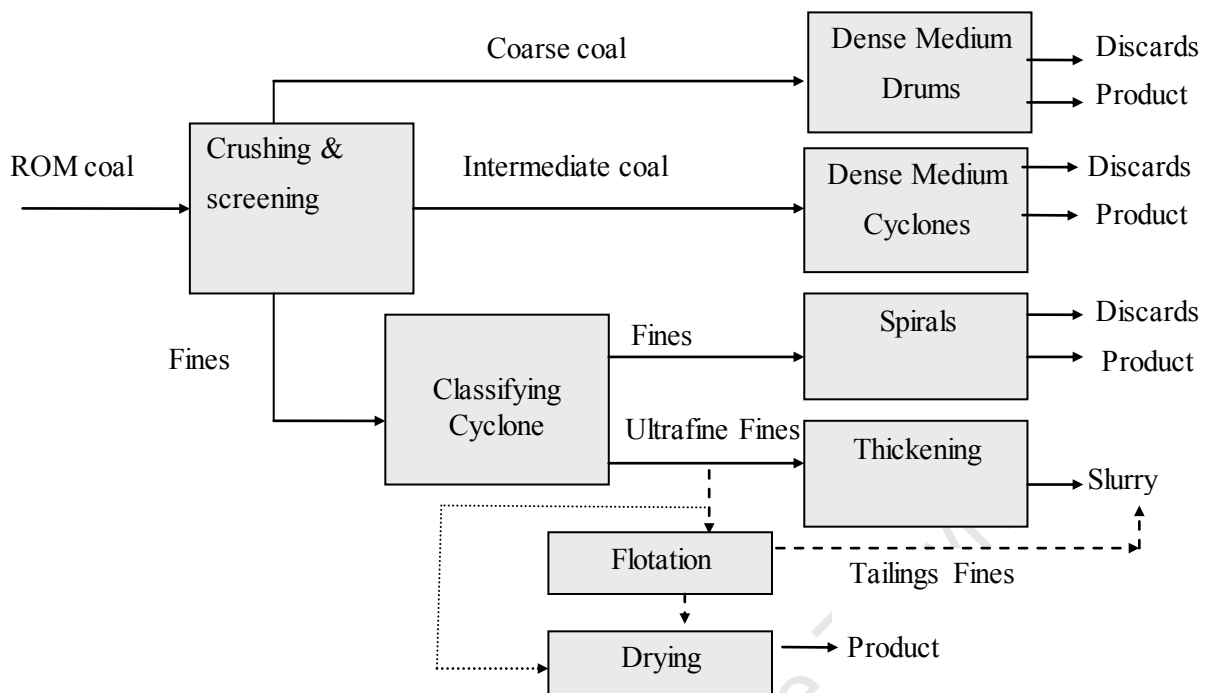 Coarse coal
Dense Medium
Drums
Discards
Product
ROM coal
Crushing &
screening
Intermediate coal
Dense Medium
Cyclones
Discards
Product
Fines
Classifying
Cyclone
Fines
Spirals
Discards
Product
Ultrafine Fines
Thickening
Slurry
Flotation
Tailings Fines
Drying
Product